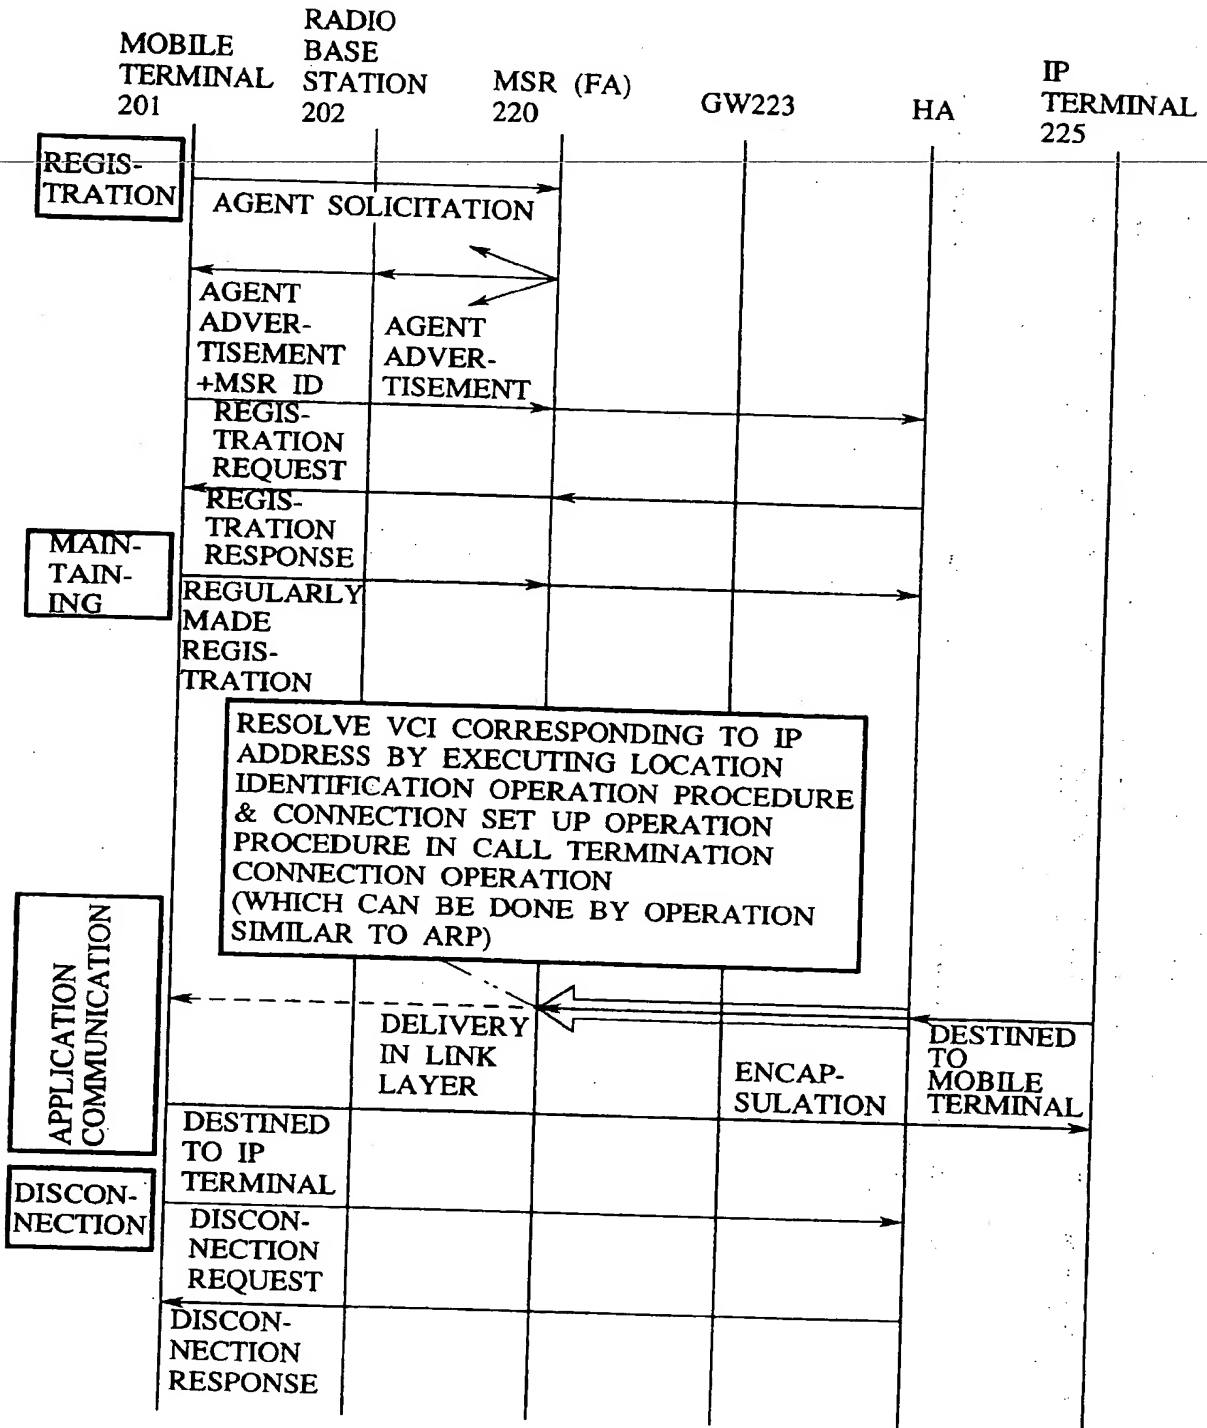 MOBILE
TERMINAL
201
RADIO
BASE
STATION
202
MSR (FA)
220
GW223
HA
IP
TERMINAL
225
REGIS-
TRATION
AGENT SOLICITATION
AGENT
ADVER-
TISEMENT
+MSR ID
AGENT
ADVER-
TISEMENT
REGIS-
TRATION
REQUEST
REGIS-
TRATION
RESPONSE
MAIN-
TAIN-
ING
REGULARLY
MADE
REGIS-
TRATION
RESOLVE VCI CORRESPONDING TO IP
ADDRESS BY EXECUTING LOCATION
IDENTIFICATION OPERATION PROCEDURE
& CONNECTION SET UP OPERATION
PROCEDURE IN CALL TERMINATION
CONNECTION OPERATION
(WHICH CAN BE DONE BY OPERATION
SIMILAR TO ARP)
APPLICATION
COMMUNICATION
DELIVERY
IN LINK
LAYER
ENCAP-
SULATION
DESTINED
TO
MOBILE
TERMINAL
DESTINED
TO IP
TERMINAL
DISCON-
NECTION
DISCON-
NECTION
REQUEST
DISCON-
NECTION
RESPONSE